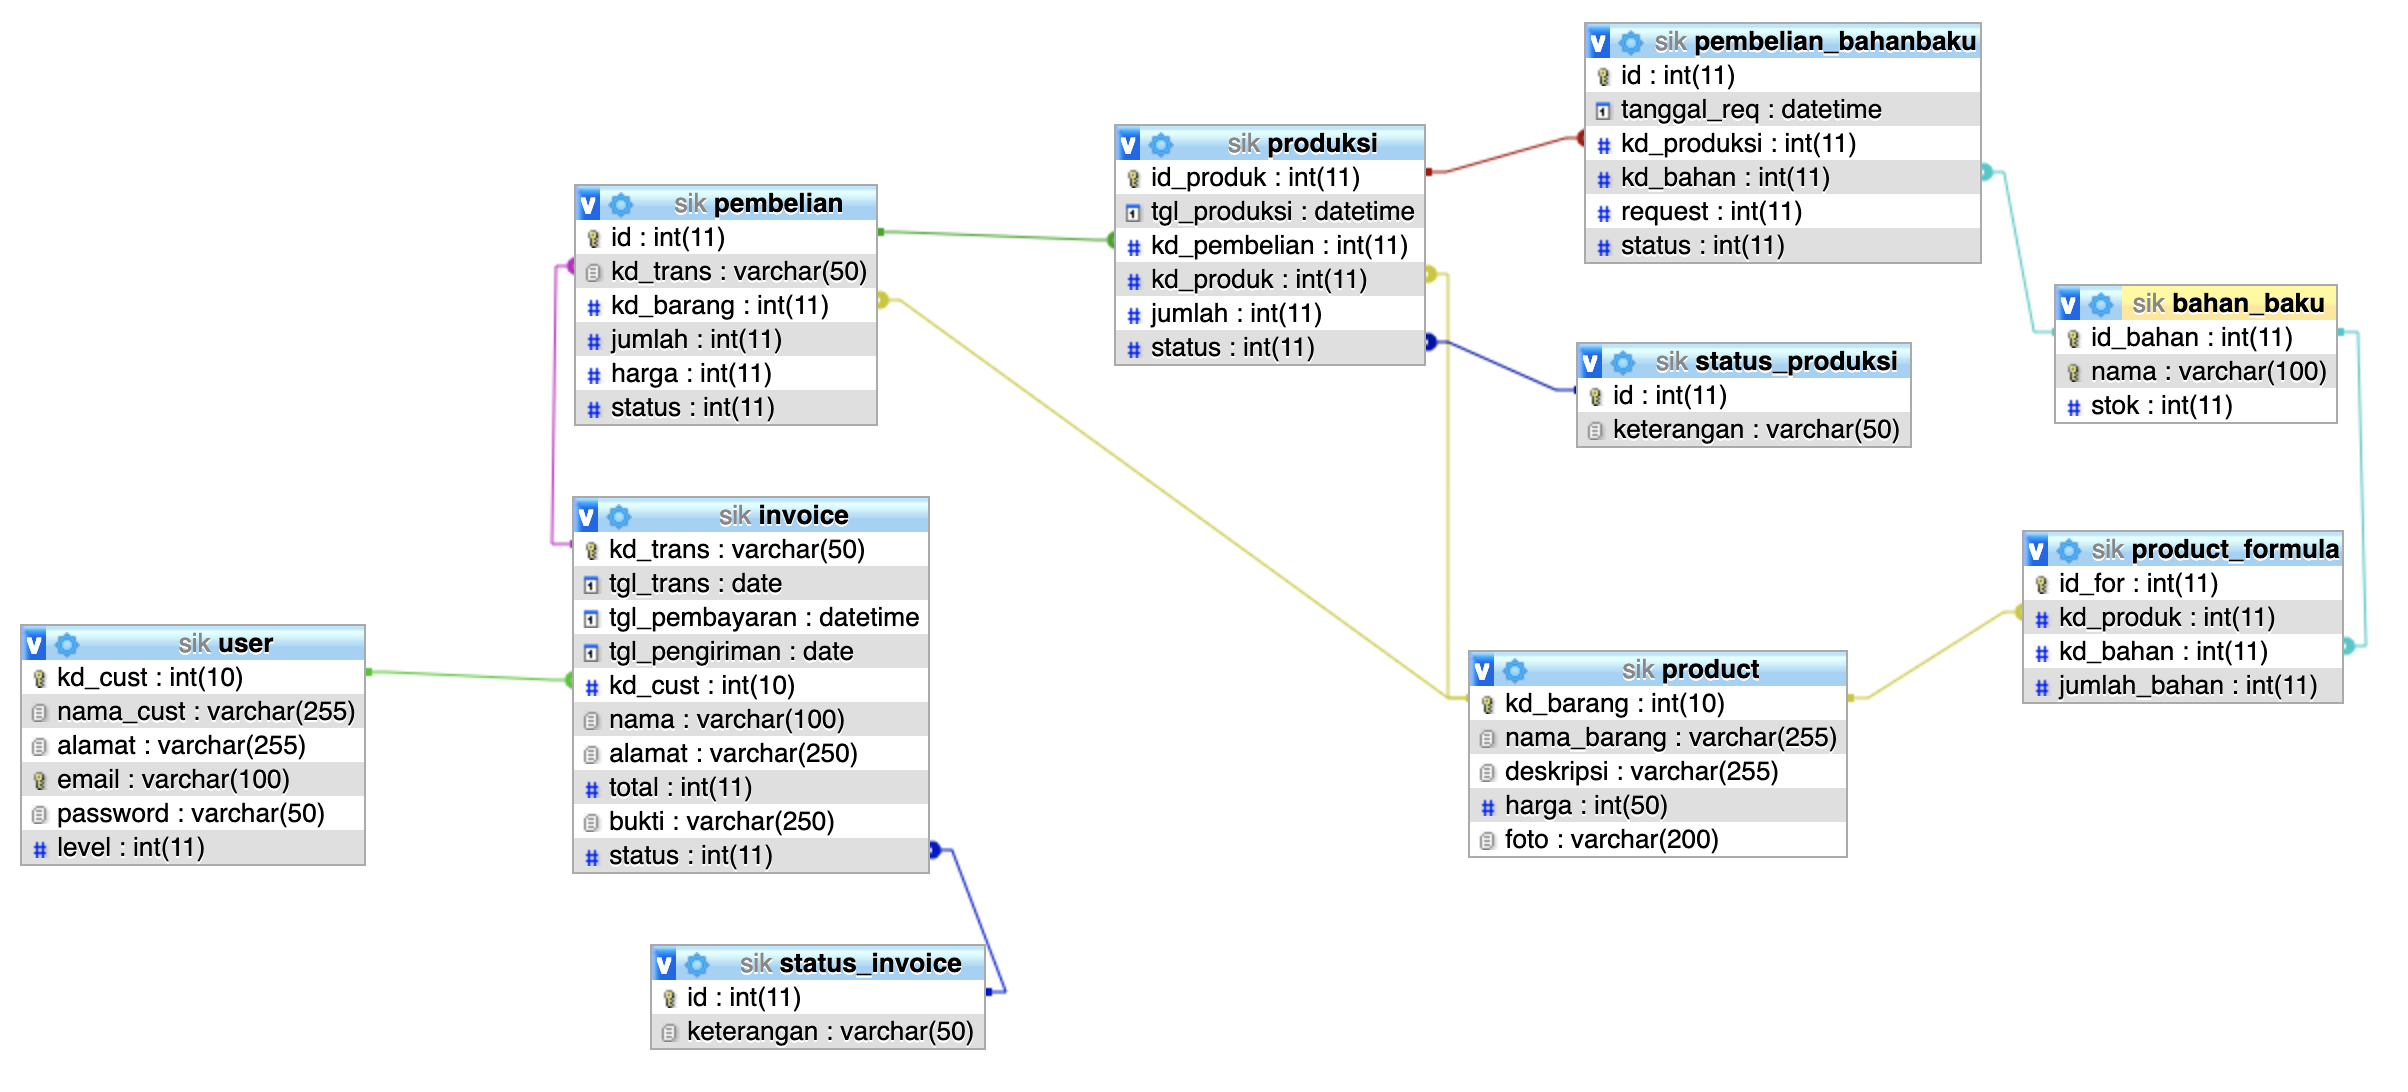 sik pembelian_bahanbaku
id : int(11)
tanggal_req : datetime
kd_produksi : int(11)
kd_bahan : int(11)
request : int(11)
status : int(11)
sik produksi
id_produk : int(11)
tgl_produksi : datetime
kd_pembelian : int(11)
kd_produk : int(11)
jumlah : int(11)
status : int(11)
sik pembelian
id : int(11)
kd_trans : varchar(50)
kd_barang : int(11)
jumlah : int(11)
harga : int(11)
status : int(11)
sik bahan_baku
id_bahan : int(11)
nama : varchar(100)
stok : int(11)
sik status_produksi
id : int(11)
keterangan : varchar(50)
sik invoice
kd_trans : varchar(50)
tgl_trans : date
tgl_pembayaran : datetime
tgl_pengiriman : date
kd_cust : int(10)
nama : varchar(100)
alamat : varchar(250)
total : int(11)
bukti : varchar(250)
status : int(11)
sik product_formula
id_for : int(11)
kd_produk : int(11)
kd_bahan : int(11)
jumlah_bahan : int(11)
sik user
kd_cust : int(10)
nama_cust : varchar(255)
alamat : varchar(255)
email : varchar(100)
password : varchar(50)
level : int(11)
sik product
kd_barang : int(10)
nama_barang : varchar(255)
deskripsi : varchar(255)
harga : int(50)
foto : varchar(200)
sik status_invoice
id : int(11)
keterangan : varchar(50)